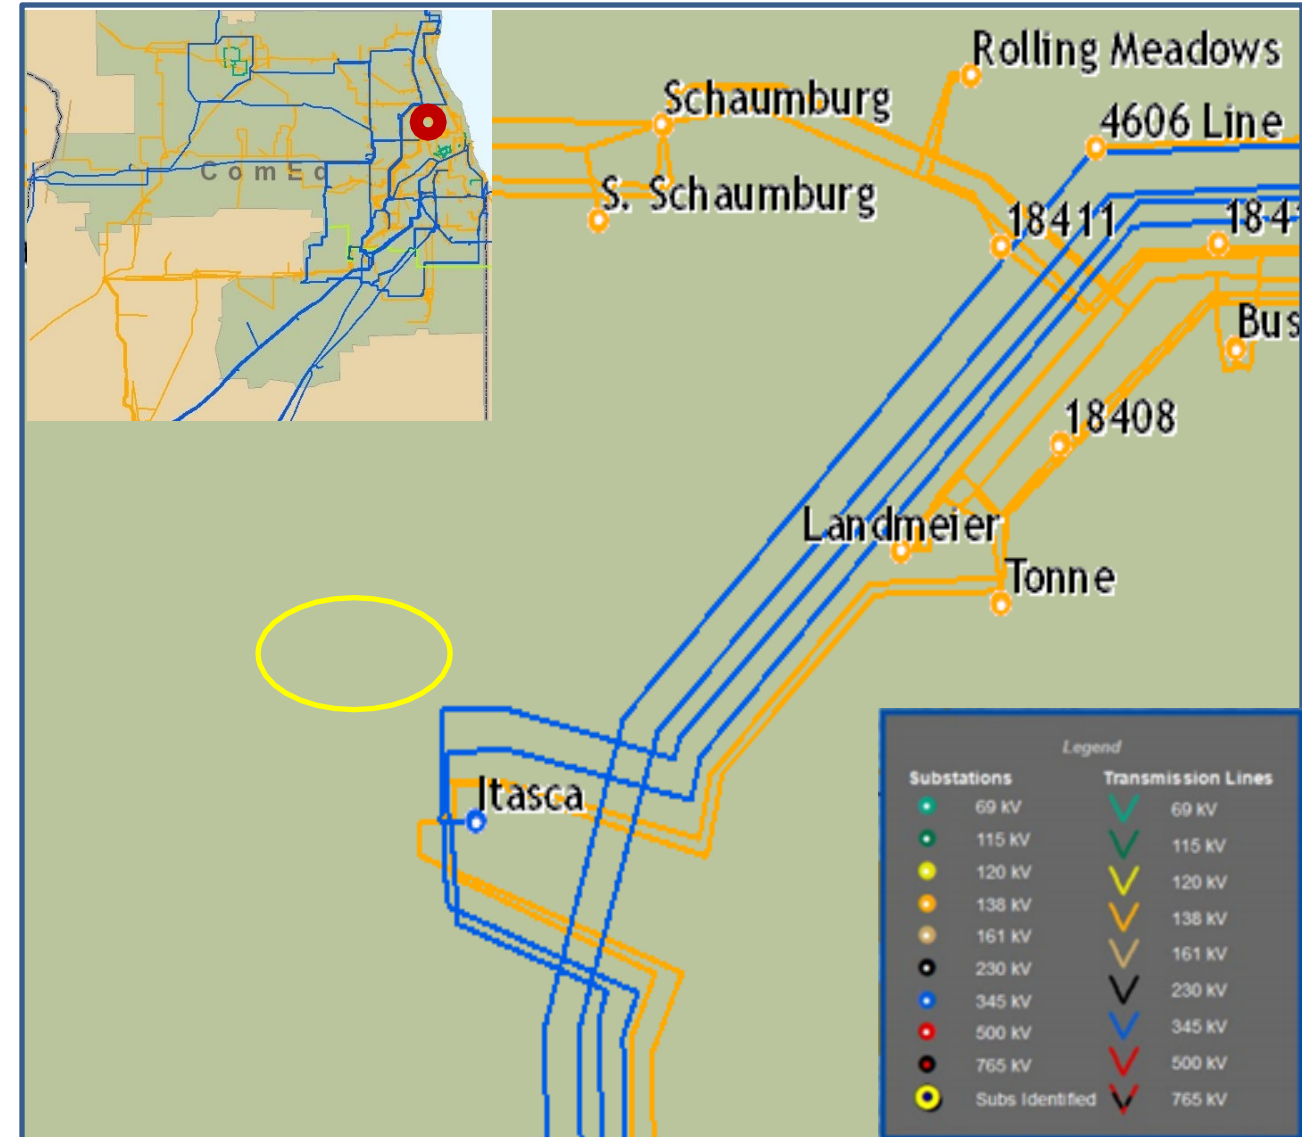 Rolling Meadows
Schaumburg
4606 Line
ComEd
S. Schaumburg
18411
1841
Bus
18408
Landmeier
Tonne
Itasca
Legend
Substations Transmission Lines
69 kV 69 kV
115 kV 115 kV
120 kV 120 kV
138 kV 138 kV
161 kV 161 kV
230 kV 230 kV
345 kV 345 kV
500 kV 500 kV
765 kV 765 kV
Subs Identified